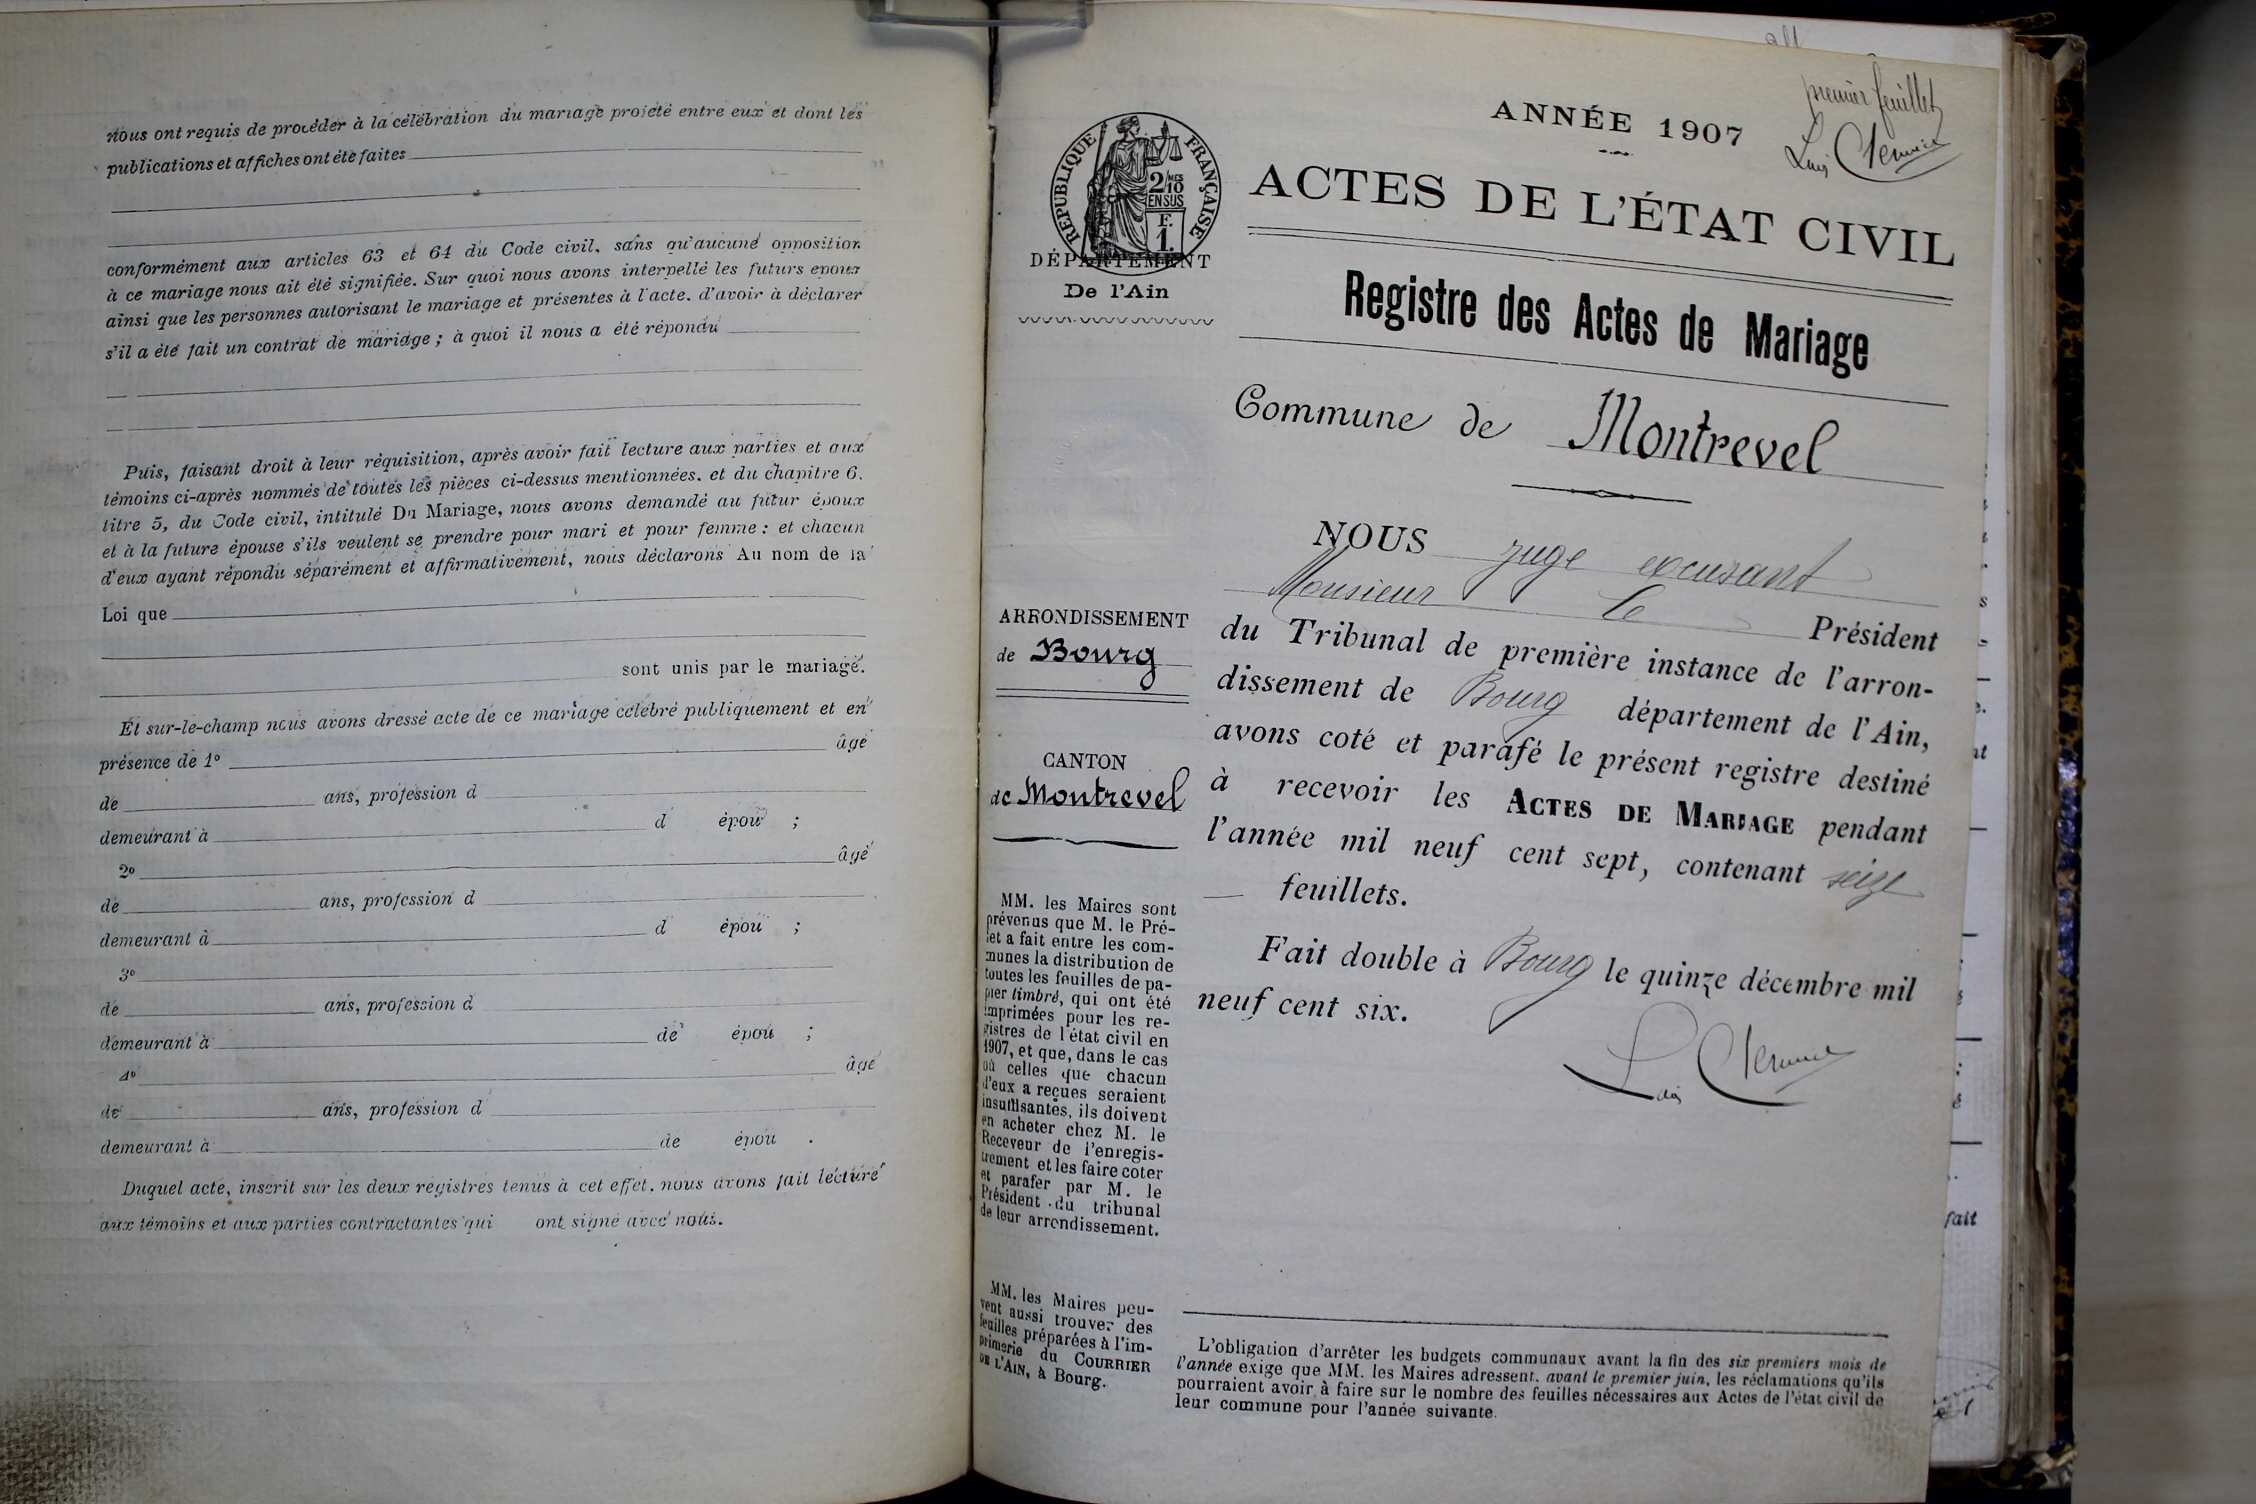 nous ont requis de procéder à la célébration du mariage projeté entre eux et dont les
publications et affiches ont été faites
conformément aux articles 63 et 64 du Code civil, sans qu'aucune opposition
à ce mariage nous ait été signifiée. Sur quoi nous avons interpellé les futurs epoux
ainsi que les personnes autorisant le mariage et présentes à l'acte, d'avoir à déclarer
s'il a été fait un contrat de mariage ; à quoi il nous a été répondu
Puis, faisant droit à leur réquisition, après avoir fait lecture aux parties et aux
témoins ci-après nommés de toutes les pièces ci-dessus mentionnées, et du chapitre 6,
titre 5, du Code civil, intitulé Du Mariage, nous avons demandé au futur époux
et à la future épouse s'ils veulent se prendre pour mari et pour femme : et chacun
d'eux ayant répondu séparément et affirmativement, nous déclarons Au nom de la
Loi que
sont unis par le mariage.
Et sur-le-champ nous avons dressé acte de ce mariage célébré publiquement et en
présence de 1° âgé
de ans, profession d
demeurant à d épou ;
2° âgé
de ans, profession d
demeurant à d épou ;
3°
de ans, profession d
demeurant à de épou ;
4° âgé
de ans, profession d
demeurant à de épou .
Duquel acte, inscrit sur les deux registres tenus à cet effet, nous avons fait lecture
aux témoins et aux parties contractantes qui ont signé avec nous.
premier feuillet
ANNÉE 1907
ACTES DE L'ÉTAT CIVIL
RÉPUBLIQUE FRANÇAISE
2/10 MES
EN SUS
F.
1.
DÉPARTEMENT
De l'Ain
Registre des Actes de Mariage
Commune de Montrevel
NOUS juge excusant
Monsieur le Président
du Tribunal de première instance de l'arron-
dissement de Bourg département de l'Ain,
avons coté et parafé le présent registre destiné
à recevoir les ACTES DE MARIAGE pendant
l'année mil neuf cent sept, contenant seize
— feuillets.
Fait double à Bourg le quinze décembre mil
neuf cent six.
ARRONDISSEMENT
de Bourg
CANTON
de Montrevel
MM. les Maires sont
prévenus que M. le Pré-
fet a fait entre les com-
munes la distribution de
toutes les feuilles de pa-
pier timbré, qui ont été
imprimées pour les re-
gistres de l'état civil en
1907, et que, dans le cas
où celles que chacun
d'eux a reçues seraient
insuffisantes, ils doivent
en acheter chez M. le
Receveur de l'enregis-
trement et les faire coter
et parafer par M. le
Président du tribunal
de leur arrondissement.
MM. les Maires peu-
vent aussi trouver des
feuilles préparées à l'im-
primerie du COURRIER
DE L'AIN, à Bourg.
L'obligation d'arrêter les budgets communaux avant la fin des six premiers mois de
l'année exige que MM. les Maires adressent, avant le premier juin, les réclamations qu'ils
pourraient avoir à faire sur le nombre des feuilles nécessaires aux Actes de l'état civil de
leur commune pour l'année suivante.
fait